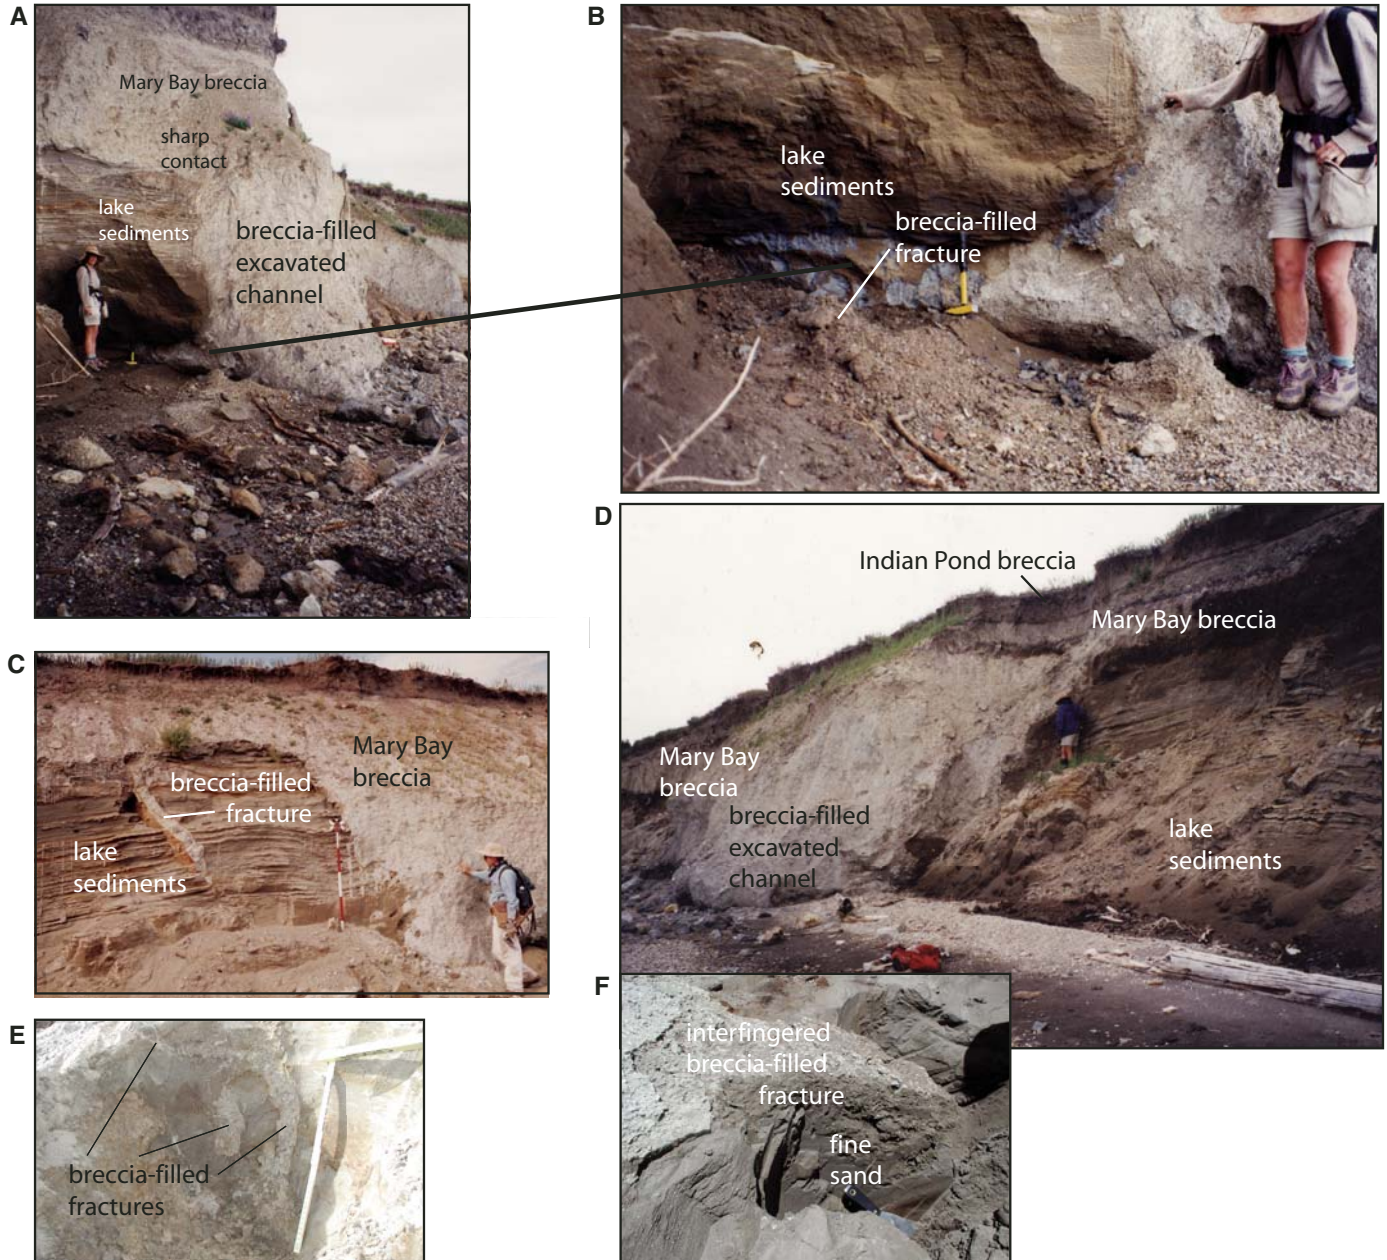 A
Mary Bay breccia
sharp
contact
lake
sediments
breccia-filled
excavated
channel
B
lake
sediments
breccia-filled
fracture
C
Mary Bay
breccia
breccia-filled
fracture
lake
sediments
D
Indian Pond breccia
Mary Bay breccia
Mary Bay
breccia
breccia-filled
excavated
channel
lake
sediments
E
breccia-filled
fractures
F
interfingered
breccia-filled
fracture
fine
sand